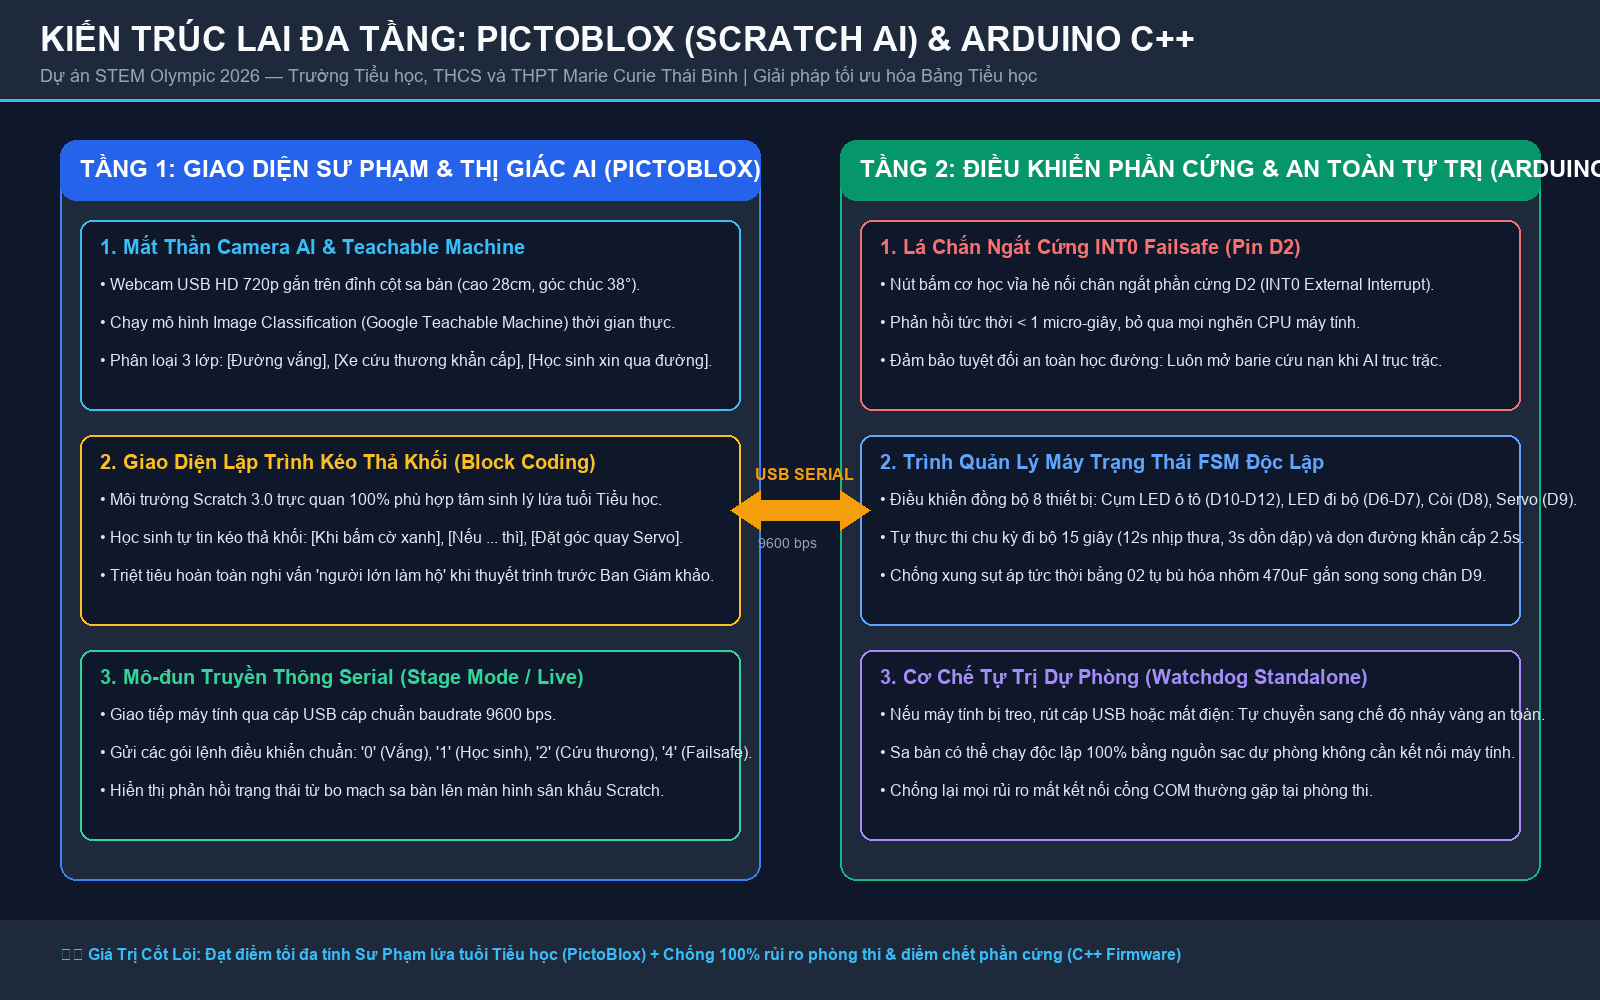 KIẾN TRÚC LAI ĐA TẦNG: PICTOBLOX (SCRATCH AI) & ARDUINO C++
Dự án STEM Olympic 2026 — Trường Tiểu học, THCS và THPT Marie Curie Thái Bình | Giải pháp tối ưu hóa Bảng Tiểu học
TẦNG 1: GIAO DIỆN SƯ PHẠM & THỊ GIÁC AI (PICTOBLOX)
1. Mắt Thần Camera AI & Teachable Machine
• Webcam USB HD 720p gắn trên đỉnh cột sa bàn (cao 28cm, góc chúc 38°).
• Chạy mô hình Image Classification (Google Teachable Machine) thời gian thực.
• Phân loại 3 lớp: [Đường vắng], [Xe cứu thương khẩn cấp], [Học sinh xin qua đường].
2. Giao Diện Lập Trình Kéo Thả Khối (Block Coding)
• Môi trường Scratch 3.0 trực quan 100% phù hợp tâm sinh lý lứa tuổi Tiểu học.
• Học sinh tự tin kéo thả khối: [Khi bấm cờ xanh], [Nếu ... thì], [Đặt góc quay Servo].
• Triệt tiêu hoàn toàn nghi vấn 'người lớn làm hộ' khi thuyết trình trước Ban Giám khảo.
3. Mô-đun Truyền Thông Serial (Stage Mode / Live)
• Giao tiếp máy tính qua cáp USB cáp chuẩn baudrate 9600 bps.
• Gửi các gói lệnh điều khiển chuẩn: '0' (Vắng), '1' (Học sinh), '2' (Cứu thương), '4' (Failsafe).
• Hiển thị phản hồi trạng thái từ bo mạch sa bàn lên màn hình sân khấu Scratch.
USB SERIAL
9600 bps
TẦNG 2: ĐIỀU KHIỂN PHẦN CỨNG & AN TOÀN TỰ TRỊ (ARDUINO
1. Lá Chắn Ngắt Cứng INT0 Failsafe (Pin D2)
• Nút bấm cơ học vỉa hè nối chân ngắt phần cứng D2 (INT0 External Interrupt).
• Phản hồi tức thời < 1 micro-giây, bỏ qua mọi nghẽn CPU máy tính.
• Đảm bảo tuyệt đối an toàn học đường: Luôn mở barie cứu nạn khi AI trục trặc.
2. Trình Quản Lý Máy Trạng Thái FSM Độc Lập
• Điều khiển đồng bộ 8 thiết bị: Cụm LED ô tô (D10-D12), LED đi bộ (D6-D7), Còi (D8), Servo (D9).
• Tự thực thi chu kỳ đi bộ 15 giây (12s nhịp thưa, 3s dồn dập) và dọn đường khẩn cấp 2.5s.
• Chống xung sụt áp tức thời bằng 02 tụ bù hóa nhôm 470uF gắn song song chân D9.
3. Cơ Chế Tự Trị Dự Phòng (Watchdog Standalone)
• Nếu máy tính bị treo, rút cáp USB hoặc mất điện: Tự chuyển sang chế độ nháy vàng an toàn.
• Sa bàn có thể chạy độc lập 100% bằng nguồn sạc dự phòng không cần kết nối máy tính.
• Chống lại mọi rủi ro mất kết nối cổng COM thường gặp tại phòng thi.
Giá Trị Cốt Lõi: Đạt điểm tối đa tính Sư Phạm lứa tuổi Tiểu học (PictoBlox) + Chống 100% rủi ro phòng thi & điểm chết phần cứng (C++ Firmware)